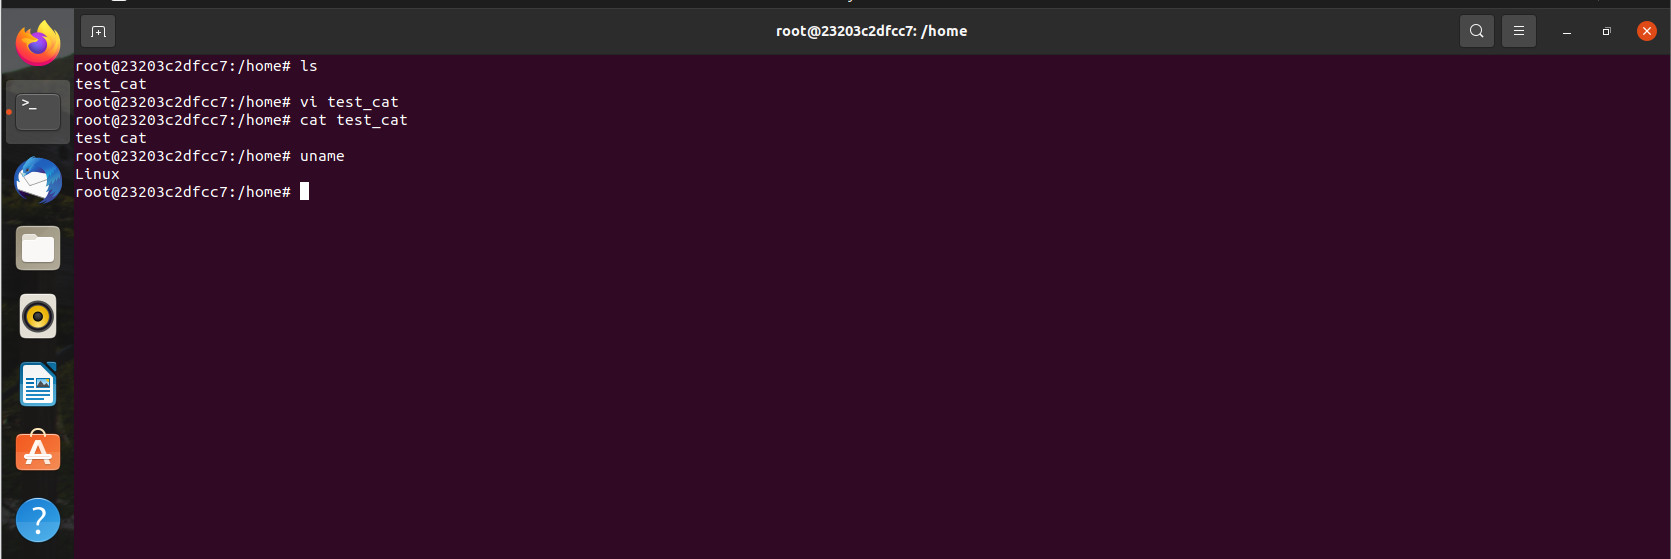 root@23203c2dfcc7: /home
root@23203c2dfcc7:/home# ls
test_cat
root@23203c2dfcc7:/home# vi test_cat
root@23203c2dfcc7:/home# cat test_cat
test cat
root@23203c2dfcc7:/home# uname
Linux
root@23203c2dfcc7:/home#
>_
A
?